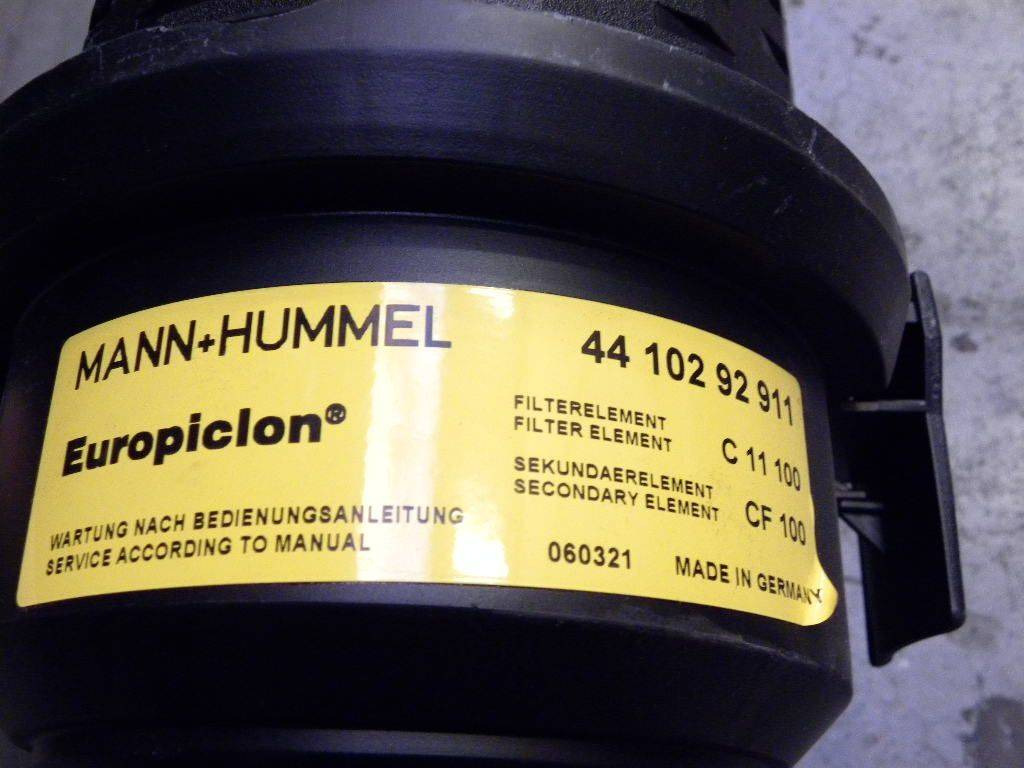 MANN+HUMMEL
Europiclon®
WARTUNG NACH BEDIENUNGSANLEITUNG
SERVICE ACCORDING TO MANUAL
44 102 92 911
FILTERELEMENT
FILTER ELEMENT C 11 100
SEKUNDAERELEMENT
SECONDARY ELEMENT CF 100
060321 MADE IN GERMANY